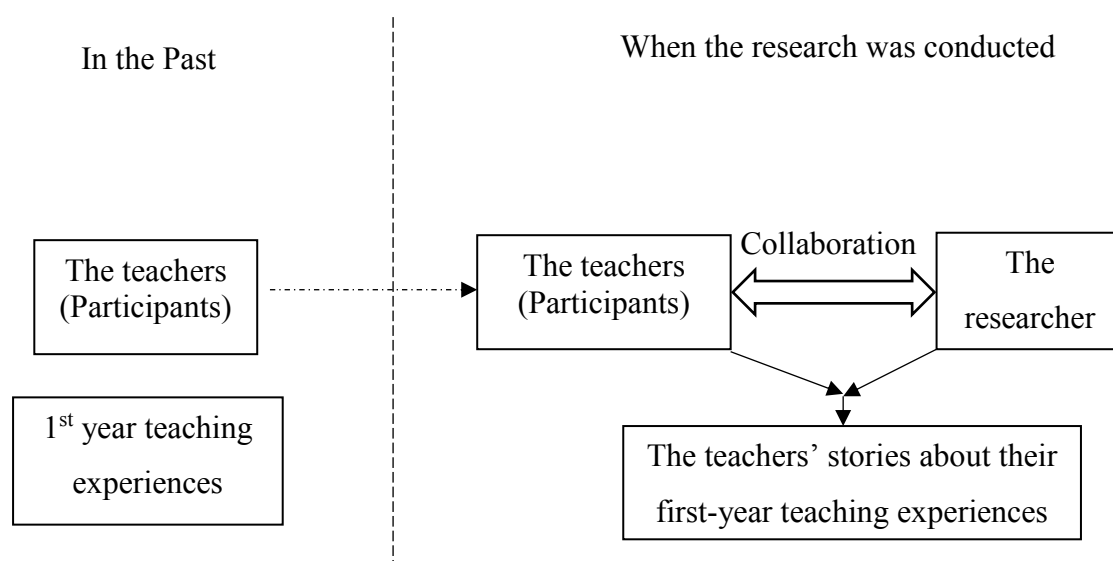 In the Past
When the research was conducted
The teachers
(Participants)
1st year teaching
experiences
The teachers
(Participants)
Collaboration
The
researcher
The teachers’ stories about their
first-year teaching experiences